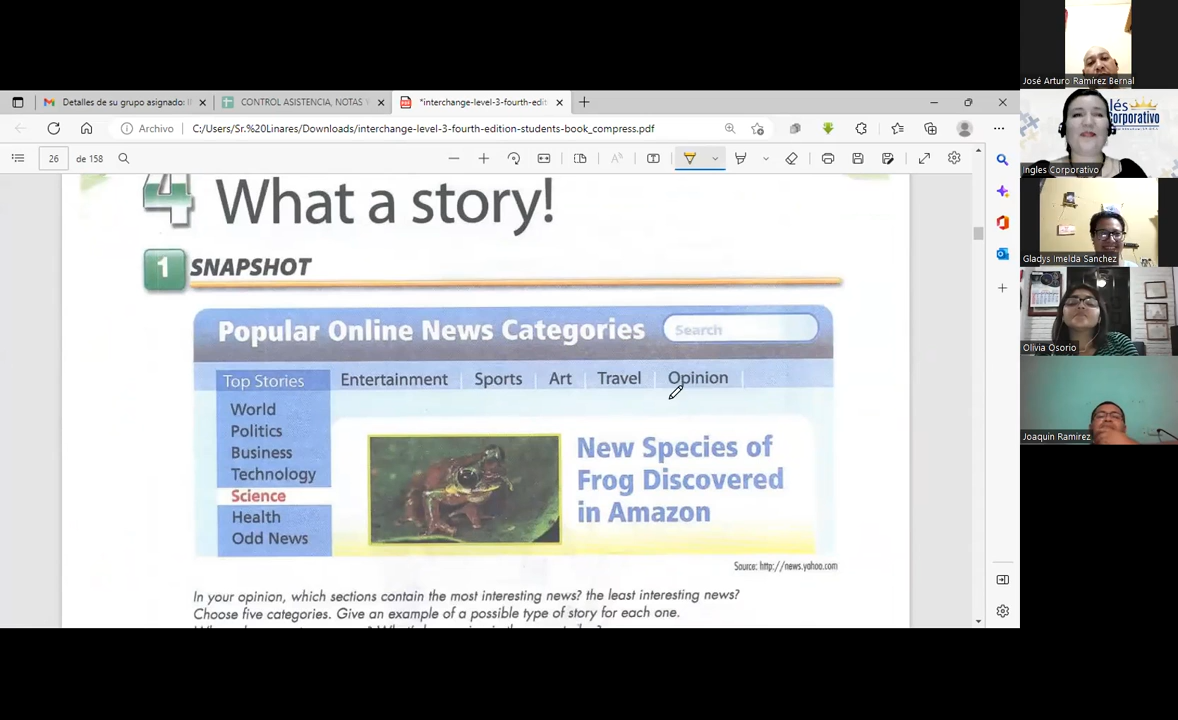 Detalles de su grupo asignado: I
CONTROL ASISTENCIA, NOTAS Y
*interchange-level-3-fourth-edit
Archivo
C:/Users/Sr.%20Linares/Downloads/interchange-level-3-fourth-edition-students-book_compress.pdf
26 de 158
4 What a story!
1 SNAPSHOT
Popular Online News Categories
Search
Top Stories
Entertainment
Sports
Art
Travel
Opinion
World
Politics
Business
Technology
Science
Health
Odd News
New Species of
Frog Discovered
in Amazon
Source: http://news.yahoo.com
In your opinion, which sections contain the most interesting news? the least interesting news?
Choose five categories. Give an example of a possible type of story for each one.
José Arturo Ramírez Bernal
lés
Corporativo
Ingles Corporativo
Gladys Imelda Sanchez
Olivia Osorio
Joaquin Ramirez